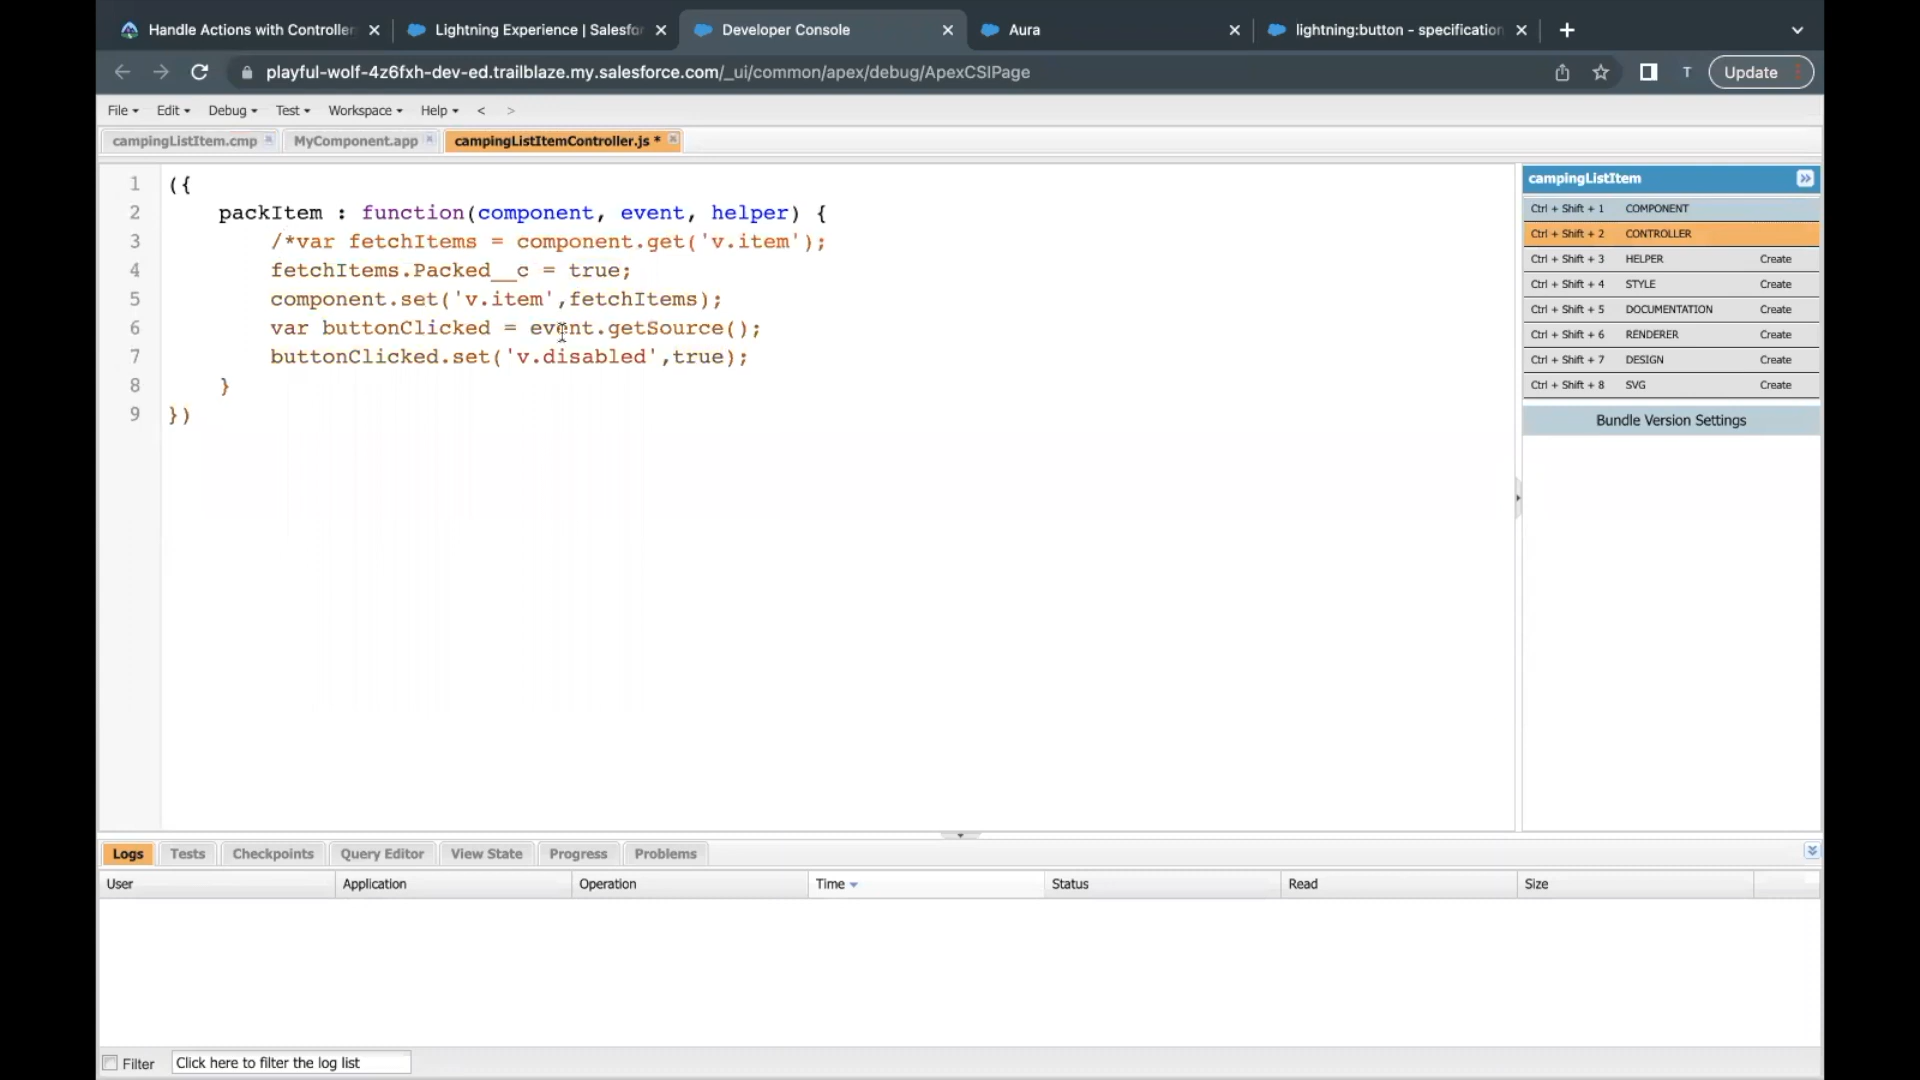 Handle Actions with Controller
Lightning Experience | Salesfor
Developer Console
Aura
lightning:button - specification
playful-wolf-4z6fxh-dev-ed.trailblaze.my.salesforce.com/_ui/common/apex/debug/ApexCSIPage
T
Update
File
Edit
Debug
Test
Workspace
Help
<
>
campingListItem.cmp
MyComponent.app
campingListItemController.js *
1 ({
2 packItem : function(component, event, helper) {
3 /*var fetchItems = component.get('v.item');
4 fetchItems.Packed__c = true;
5 component.set('v.item',fetchItems);
6 var buttonClicked = event.getSource();
7 buttonClicked.set('v.disabled',true);
8 }
9 })
campingListItem
Ctrl + Shift + 1 COMPONENT
Ctrl + Shift + 2 CONTROLLER
Ctrl + Shift + 3 HELPER Create
Ctrl + Shift + 4 STYLE Create
Ctrl + Shift + 5 DOCUMENTATION Create
Ctrl + Shift + 6 RENDERER Create
Ctrl + Shift + 7 DESIGN Create
Ctrl + Shift + 8 SVG Create
Bundle Version Settings
Logs
Tests
Checkpoints
Query Editor
View State
Progress
Problems
User
Application
Operation
Time
Status
Read
Size
Filter
Click here to filter the log list